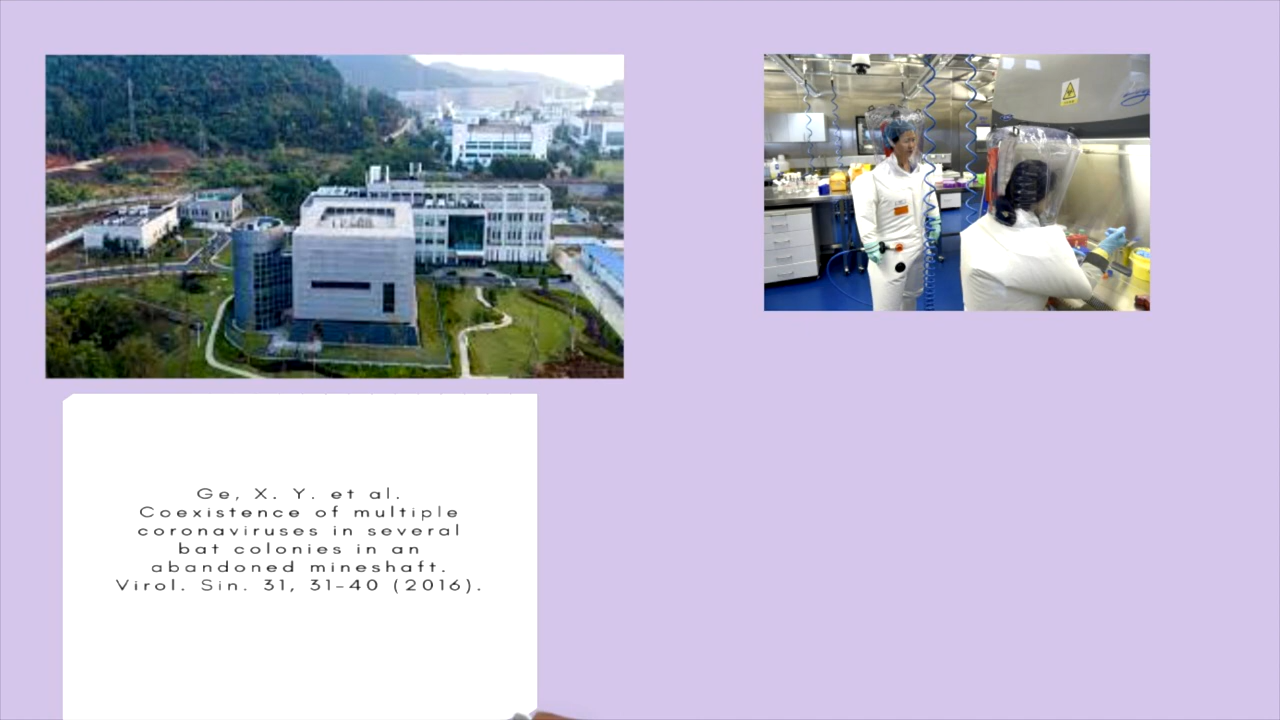 Ge, X. Y. et al.
Coexistence of multiple
coronaviruses in several
bat colonies in an
abandoned mineshaft.
Virol. Sin. 31, 31-40 (2016).